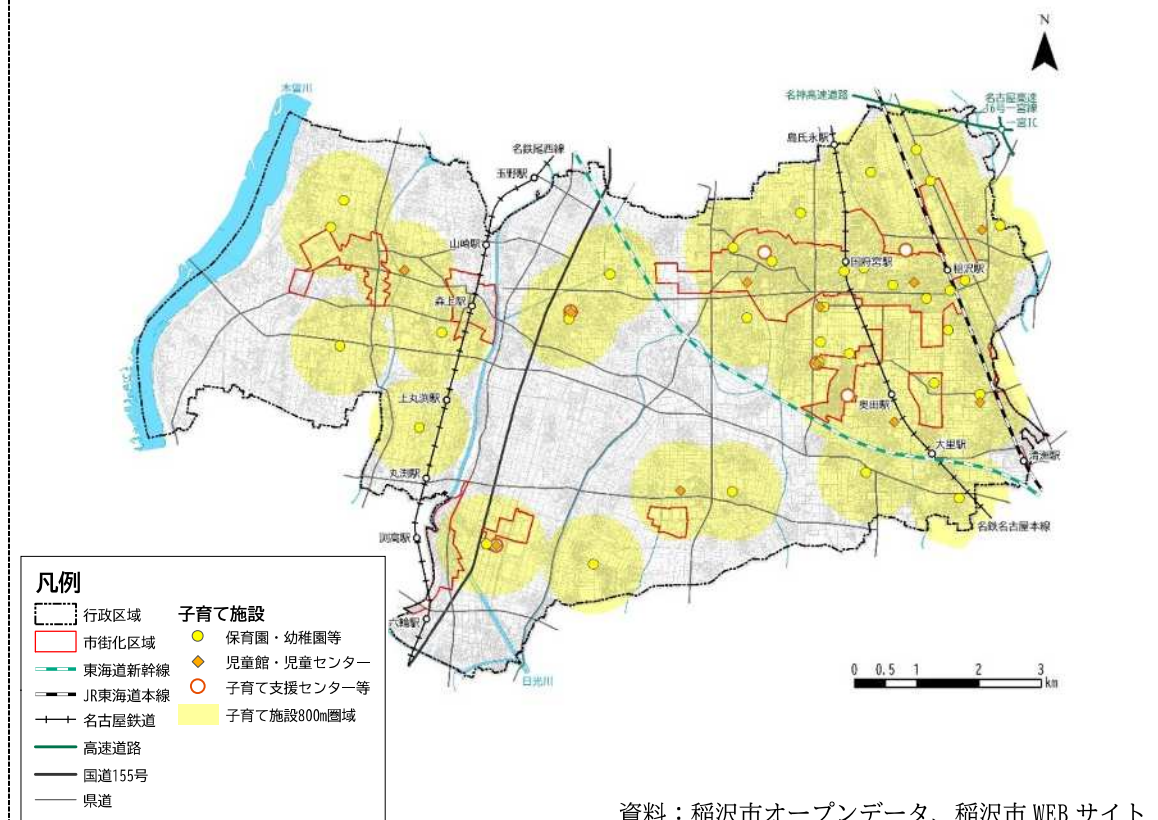 N
木曽川
名神高速道路
名古屋高速
16号一宮線
一宮IC
島氏永駅
名鉄尾西線
玉野駅
山崎駅
国府宮駅
稲沢駅
森上駅
上丸渕駅
奥田駅
大里駅
清洲駅
丸渕駅
名鉄名古屋本線
渕高駅
六輪駅
日光川
凡例
行政区域
市街化区域
東海道新幹線
JR東海道本線
名古屋鉄道
高速道路
国道155号
県道
子育て施設
保育園・幼稚園等
児童館・児童センター
子育て支援センター等
子育て施設800m圏域
0 0.5 1 2 3
km
資料：稲沢市オープンデータ、稲沢市 WEB サイト